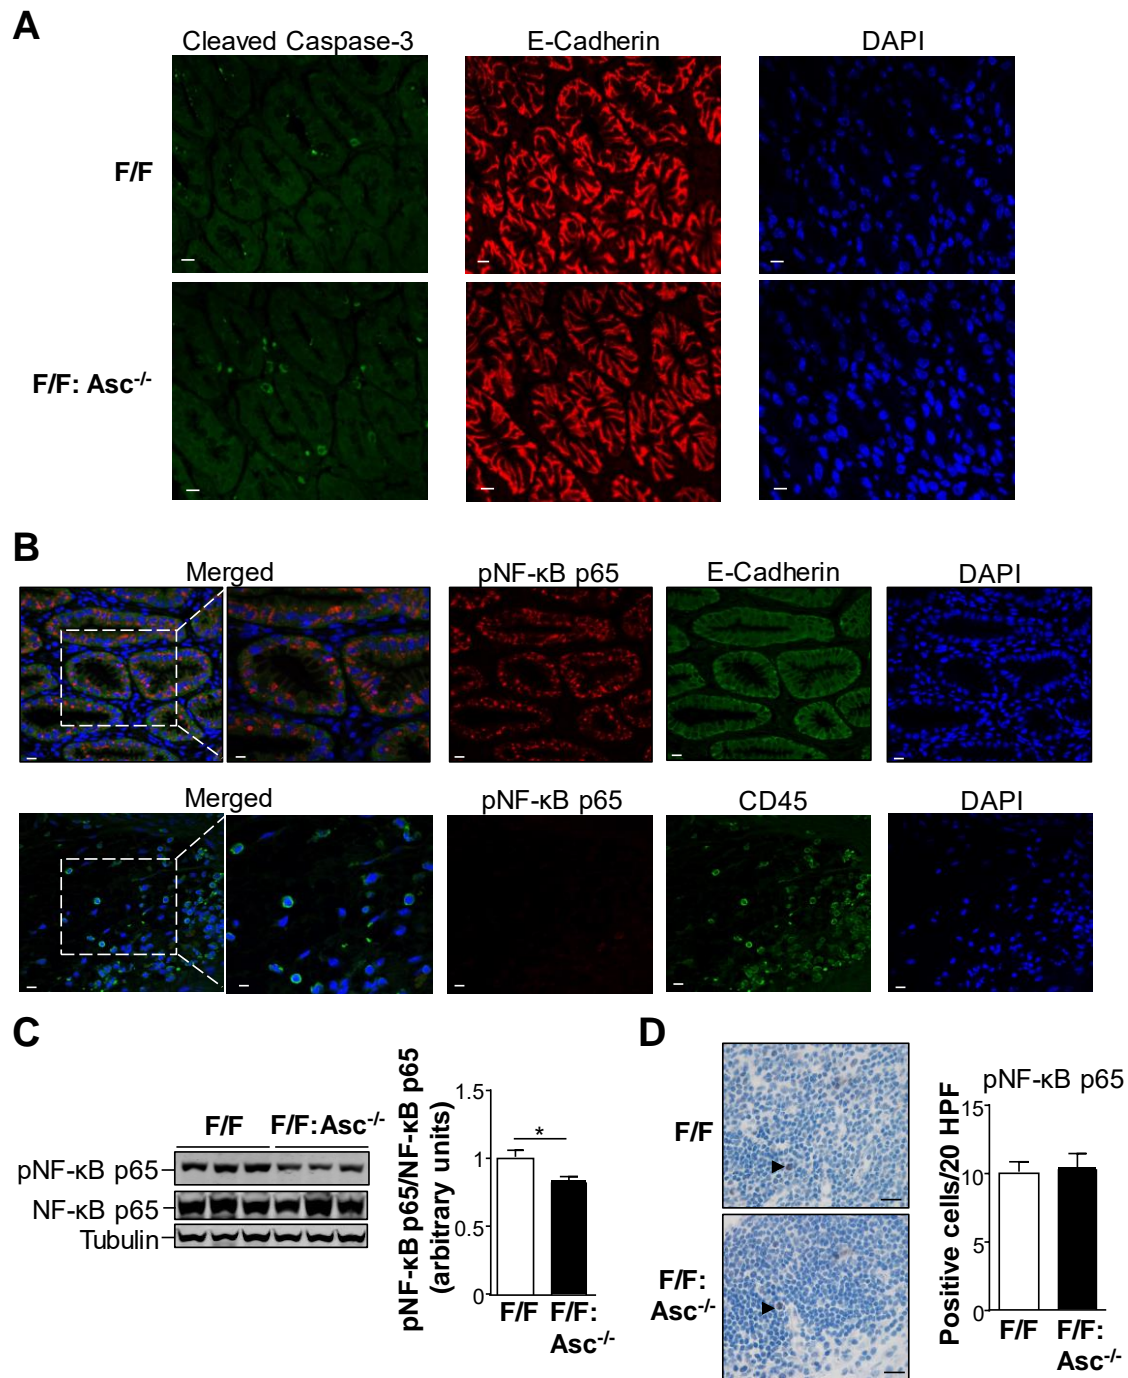 A
Cleaved Caspase-3 E-Cadherin DAPI
F/F
F/F: Asc-/-
B
Merged pNF-κB p65 E-Cadherin DAPI
Merged pNF-κB p65 CD45 DAPI
C
F/F F/F:Asc-/-
pNF-κB p65
NF-κB p65
Tubulin
pNF-κB p65/NF-κB p65
(arbitrary units)
1.5
1
0.5
0
*
F/F F/F:
Asc-/-
D
F/F
F/F:
Asc-/-
pNF-κB p65
Positive cells/20 HPF
15
10
5
0
F/F F/F:
Asc-/-